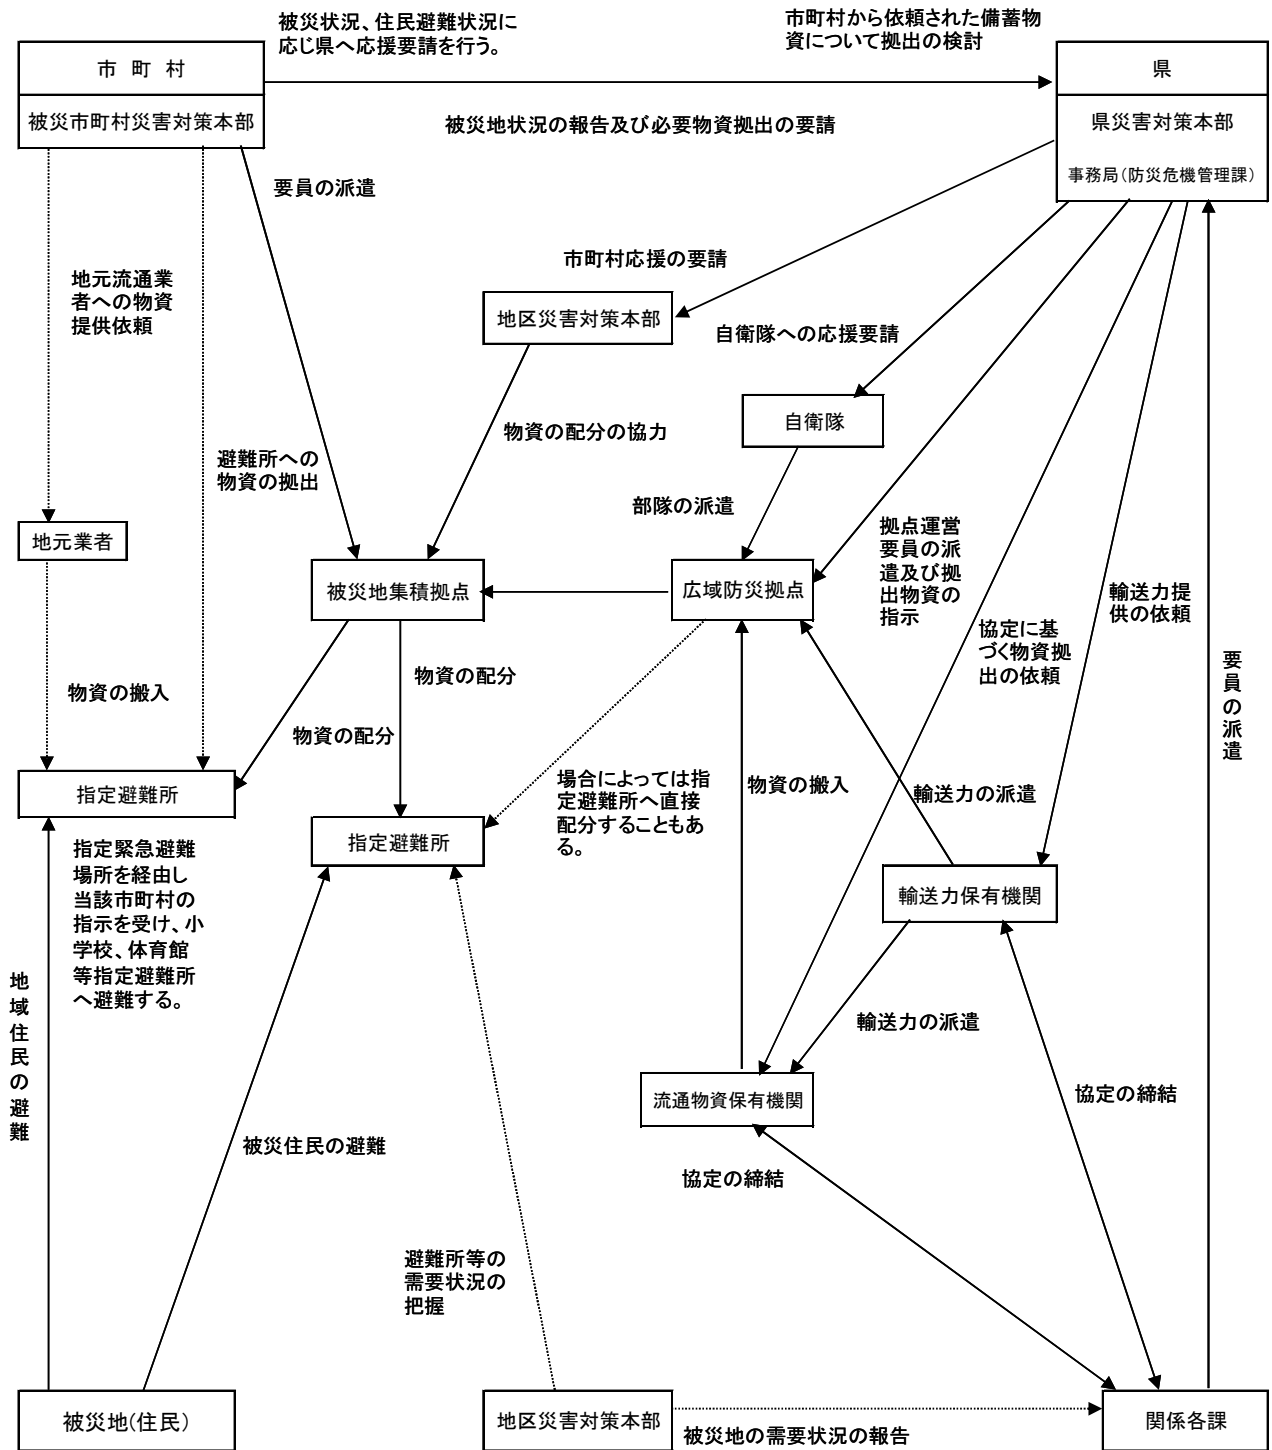 被災状況、住民避難状況に
応じ県へ応援要請を行う。
市町村から依頼された備蓄物
資について拠出の検討
市 町 村
県
被災市町村災害対策本部
被災地状況の報告及び必要物資拠出の要請
県災害対策本部
事務局(防災危機管理課)
要員の派遣
市町村応援の要請
地元流通業
者への物資
提供依頼
地区災害対策本部
自衛隊への応援要請
自衛隊
物資の配分の協力
避難所への
物資の拠出
部隊の派遣
拠点運営
要員の派
遣及び拠
出物資の
指示
地元業者
被災地集積拠点
広域防災拠点
輸送力提
供の依頼
協定に基
づく物資拠
出の依頼
要員の派遣
物資の搬入
物資の配分
物資の配分
指定避難所
場合によっては指
定避難所へ直接
配分することもあ
る。
物資の搬入
輸送力の派遣
指定避難所
指定緊急避難
場所を経由し
当該市町村の
指示を受け、小
学校、体育館
等指定避難所
へ避難する。
輸送力保有機関
地域住民の避難
輸送力の派遣
流通物資保有機関
協定の締結
被災住民の避難
協定の締結
避難所等の
需要状況の
把握
被災地(住民)
地区災害対策本部
被災地の需要状況の報告
関係各課